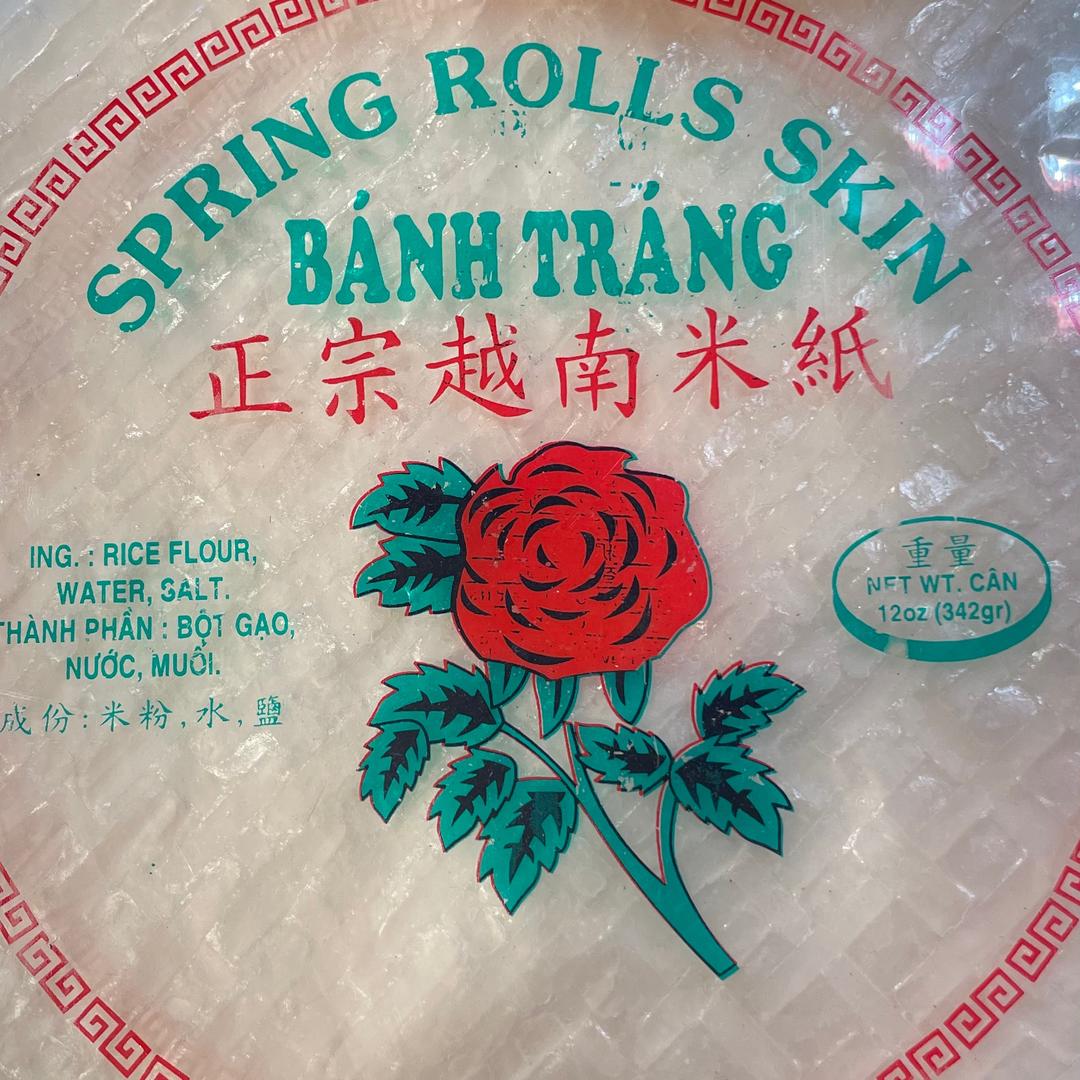 SPRING ROLLS SKIN
BÁNH TRÁNG
正宗越南米紙
ING. : RICE FLOUR,
WATER, SALT.
THÀNH PHẦN : BỘT GẠO,
NƯỚC, MUỐI.
成份:米粉,水,鹽
重量
NET WT. CÂN
12oz (342gr)